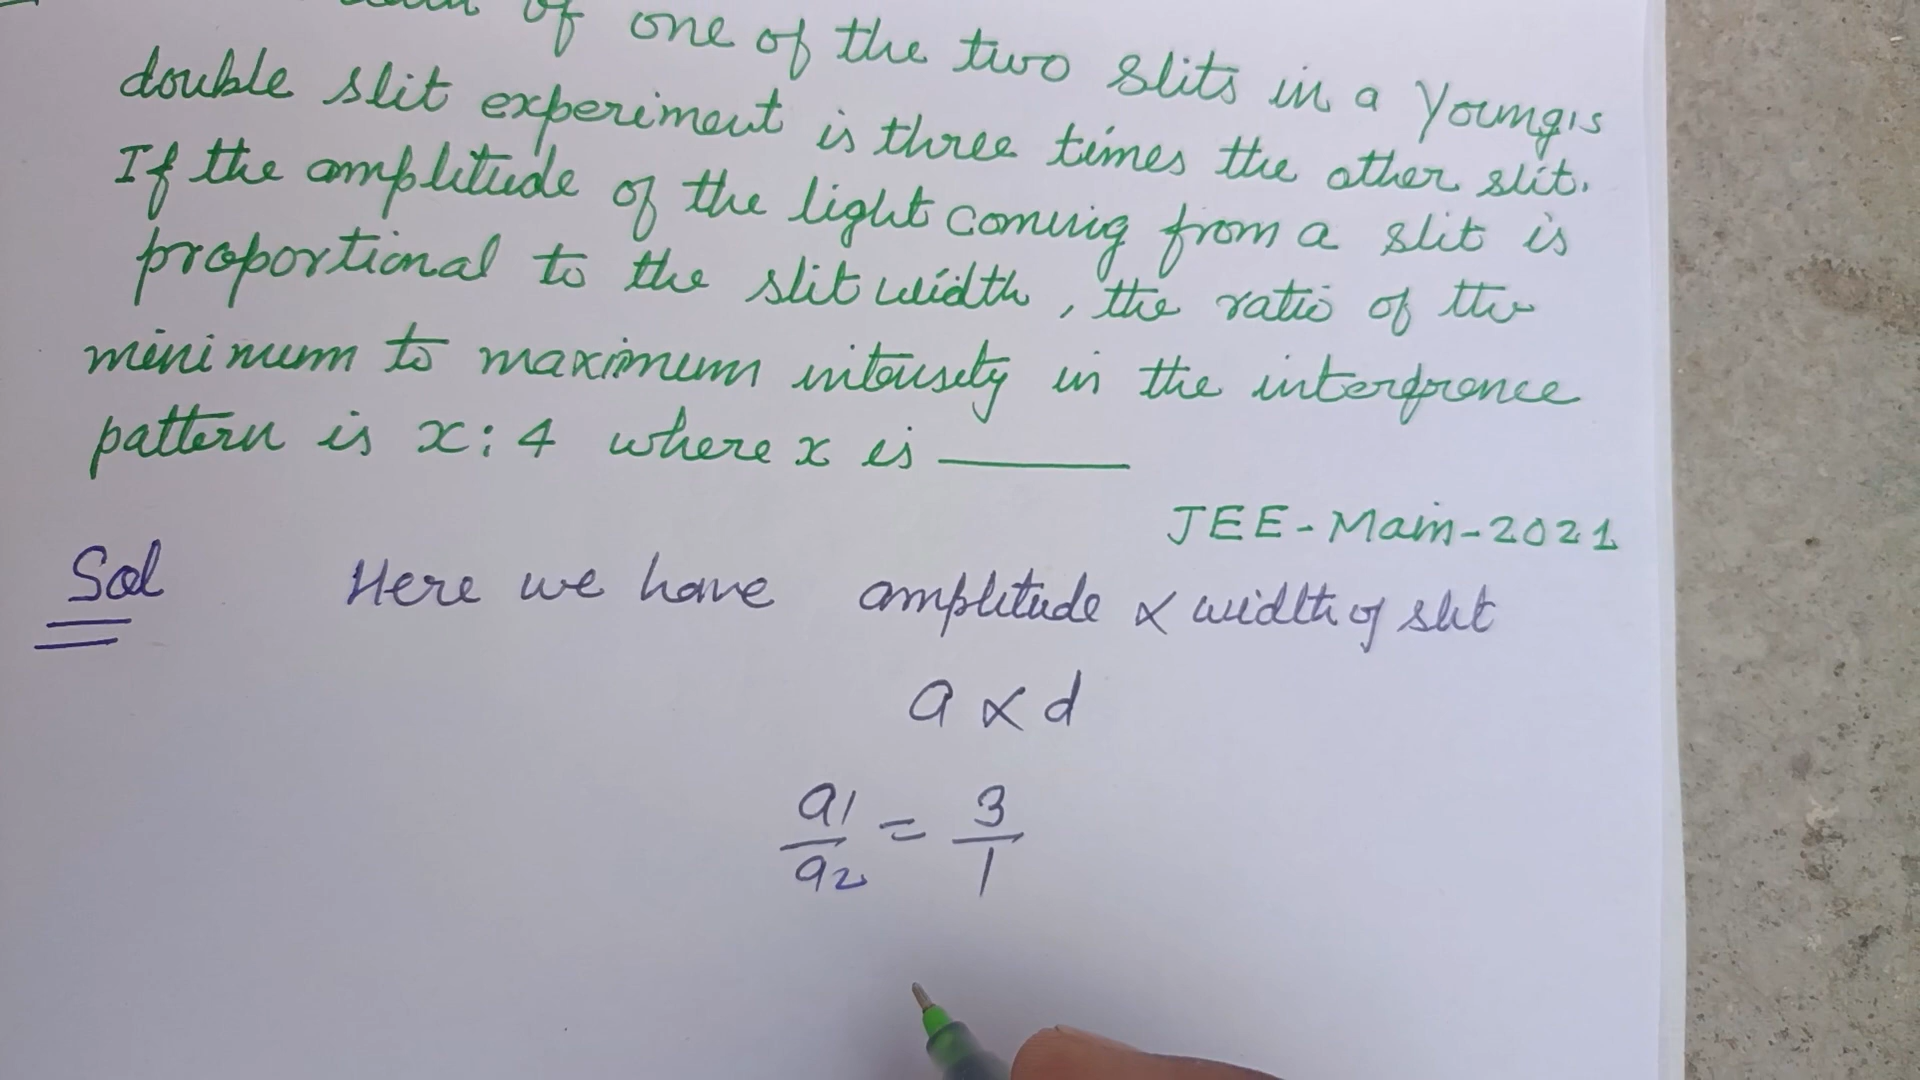 of one of the two slits in a Young's
double slit experiment is three times the other slit.
If the amplitude of the light coming from a slit is
proportional to the slit width, the ratio of the
minimum to maximum intensity in the interfrence
pattern is x:4 where x is ______
JEE-Main-2021
Sol Here we have amplitude ∝ width of slit
a ∝ d
a1/a2 = 3/1